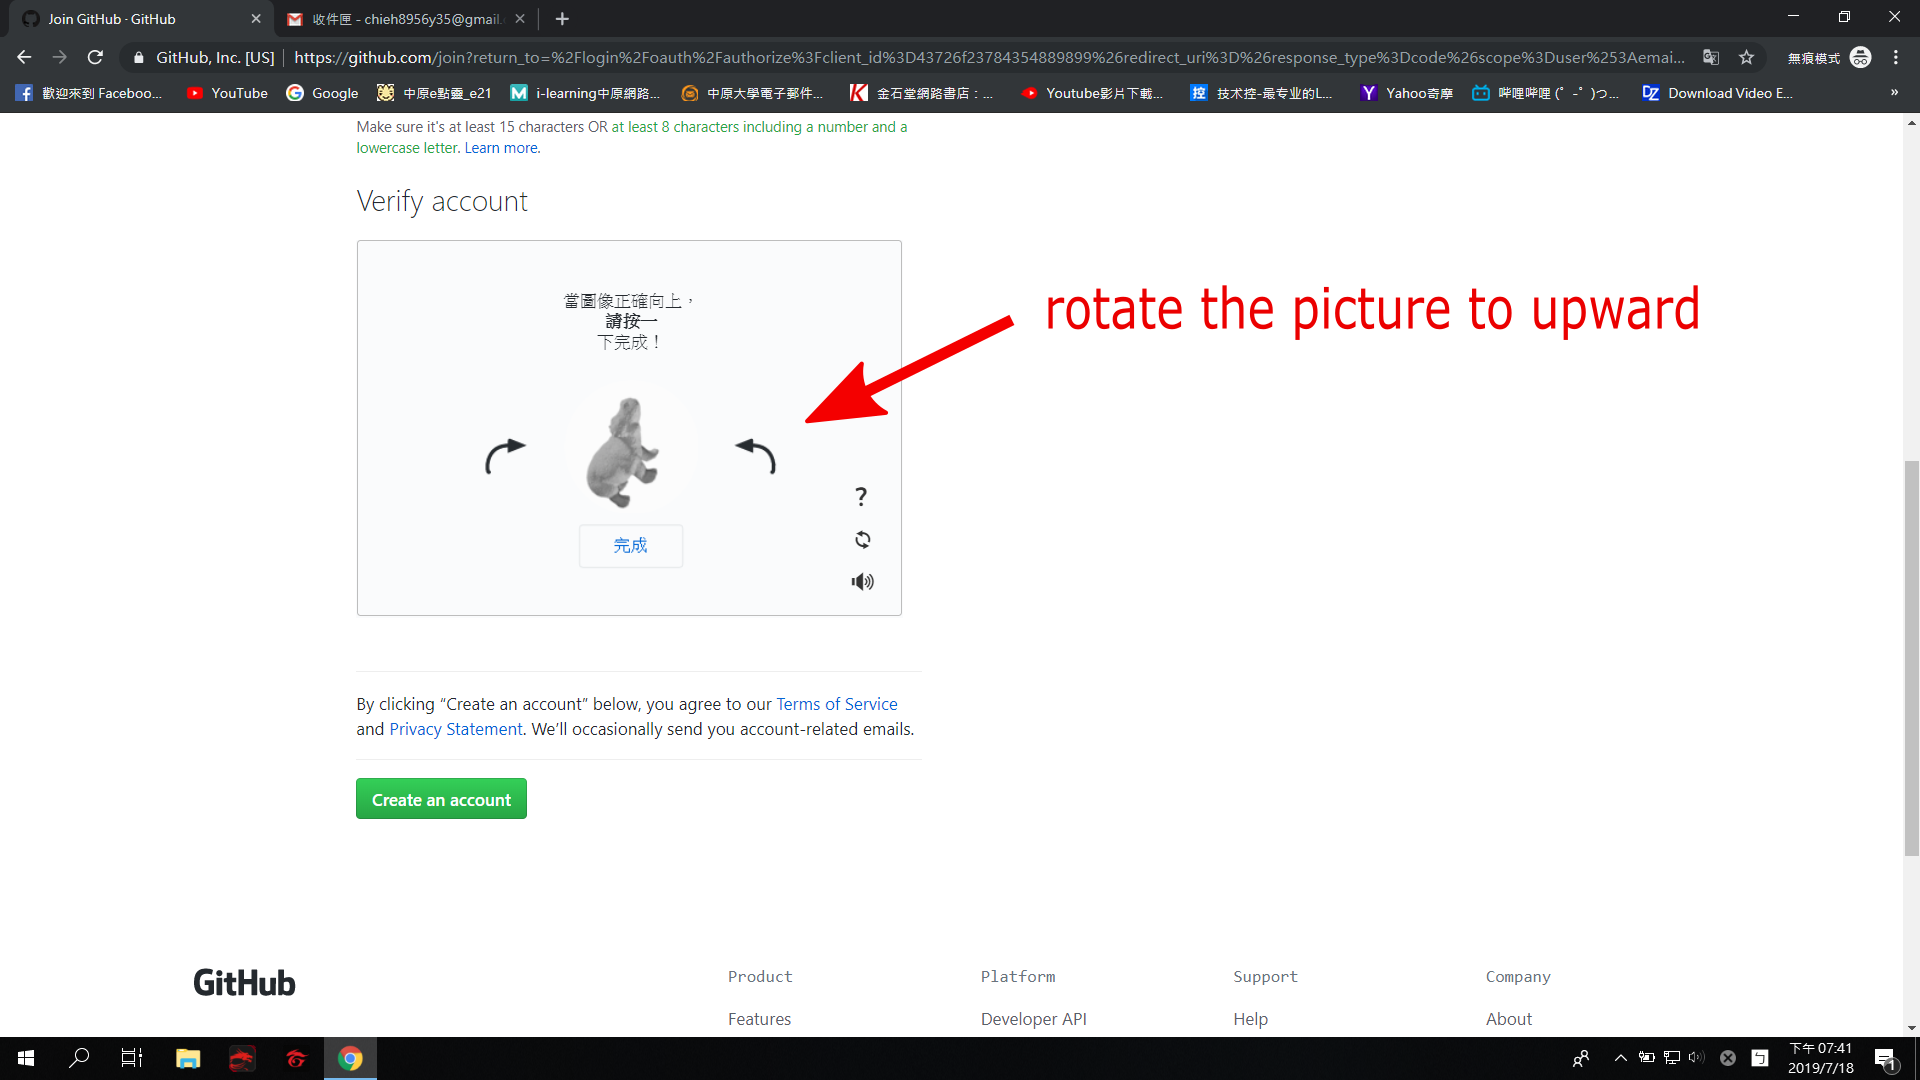 Join GitHub · GitHub
收件匣 - chieh8956y35@gmail.
GitHub, Inc. [US]
https://github.com/join?return_to=%2Flogin%2Foauth%2Fauthorize%3Fclient_id%3D43726f23784354889899%26redirect_uri%3D%26response_type%3Dcode%26scope%3Duser%253Aemai...
無痕模式
歡迎來到 Faceboo...
YouTube
Google
中原e點靈_e21
i-learning中原網路...
中原大學電子郵件...
金石堂網路書店：...
Youtube影片下載...
控
技术控-最专业的L...
Yahoo奇摩
哔哩哔哩 (゜-゜)つ...
DZ
Download Video E...
»
Make sure it's at least 15 characters OR at least 8 characters including a number and a
lowercase letter. Learn more.
Verify account
當圖像正確向上，
請按一
下完成！
rotate the picture to upward
?
完成
By clicking “Create an account” below, you agree to our Terms of Service
and Privacy Statement. We’ll occasionally send you account-related emails.
Create an account
GitHub
Product
Platform
Support
Company
Features
Developer API
Help
About
下午 07:41
2019/7/18
1